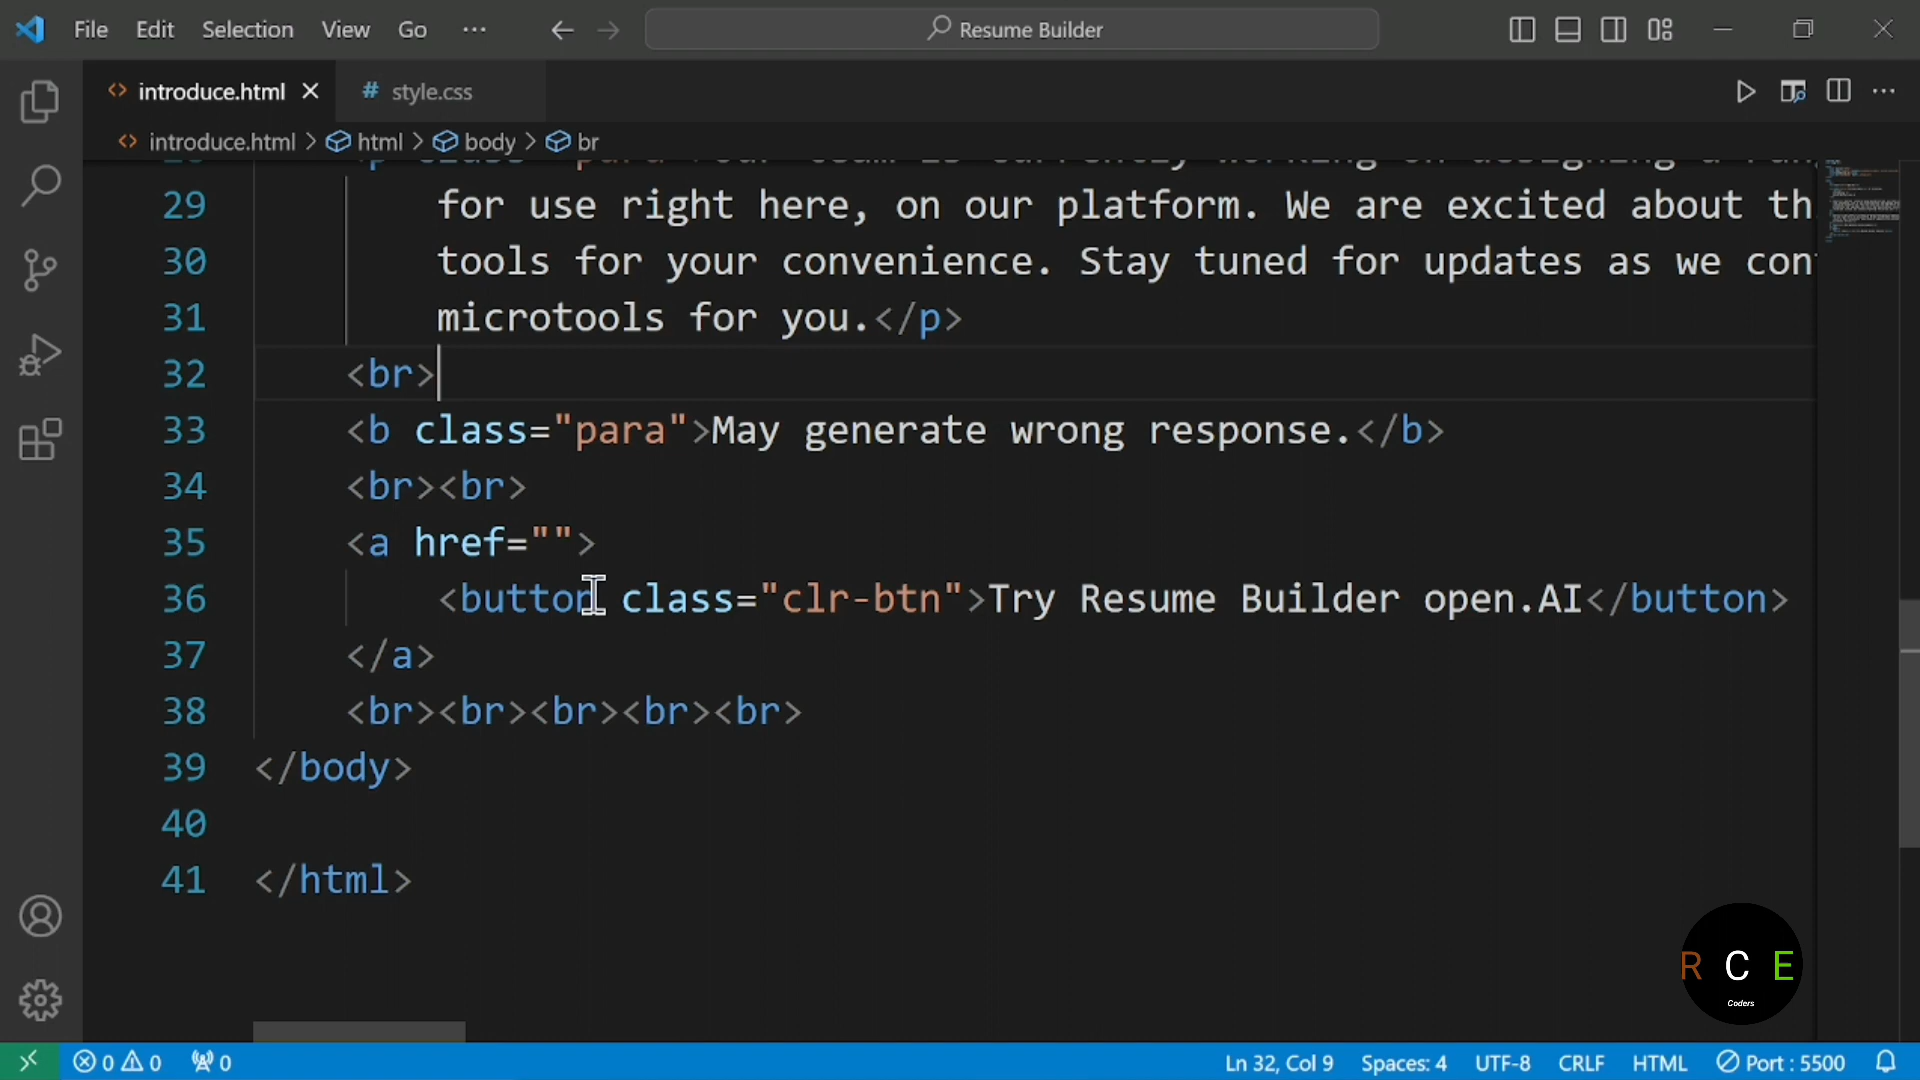 File Edit Selection View Go ··· Resume Builder
introduce.html # style.css
introduce.html > html > body > br
29 for use right here, on our platform. We are excited about th
30 tools for your convenience. Stay tuned for updates as we con
31 microtools for you.</p>
32 <br>
33 <b class="para">May generate wrong response.</b>
34 <br><br>
35 <a href="">
36 <button class="clr-btn">Try Resume Builder open.AI</button>
37 </a>
38 <br><br><br><br><br>
39 </body>
40
41 </html>
R C E
Coders
0 0 0 Ln 32, Col 9 Spaces: 4 UTF-8 CRLF HTML Port : 5500